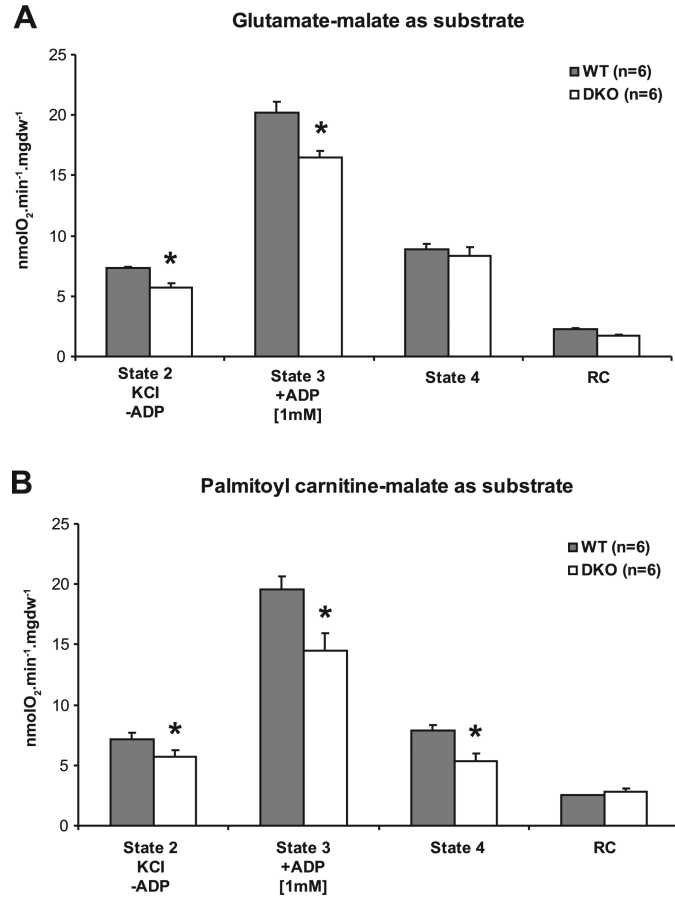 A
Glutamate-malate as substrate
25
20
15
10
5
0
nmolO₂.min⁻¹.mgdw⁻¹
WT (n=6)
DKO (n=6)
*
*
State 2
KCl
-ADP
State 3
+ADP
[1mM]
State 4
RC
B
Palmitoyl carnitine-malate as substrate
25
20
15
10
5
0
nmolO₂.min⁻¹.mgdw⁻¹
WT (n=6)
DKO (n=6)
*
*
*
State 2
KCl
-ADP
State 3
+ADP
[1mM]
State 4
RC